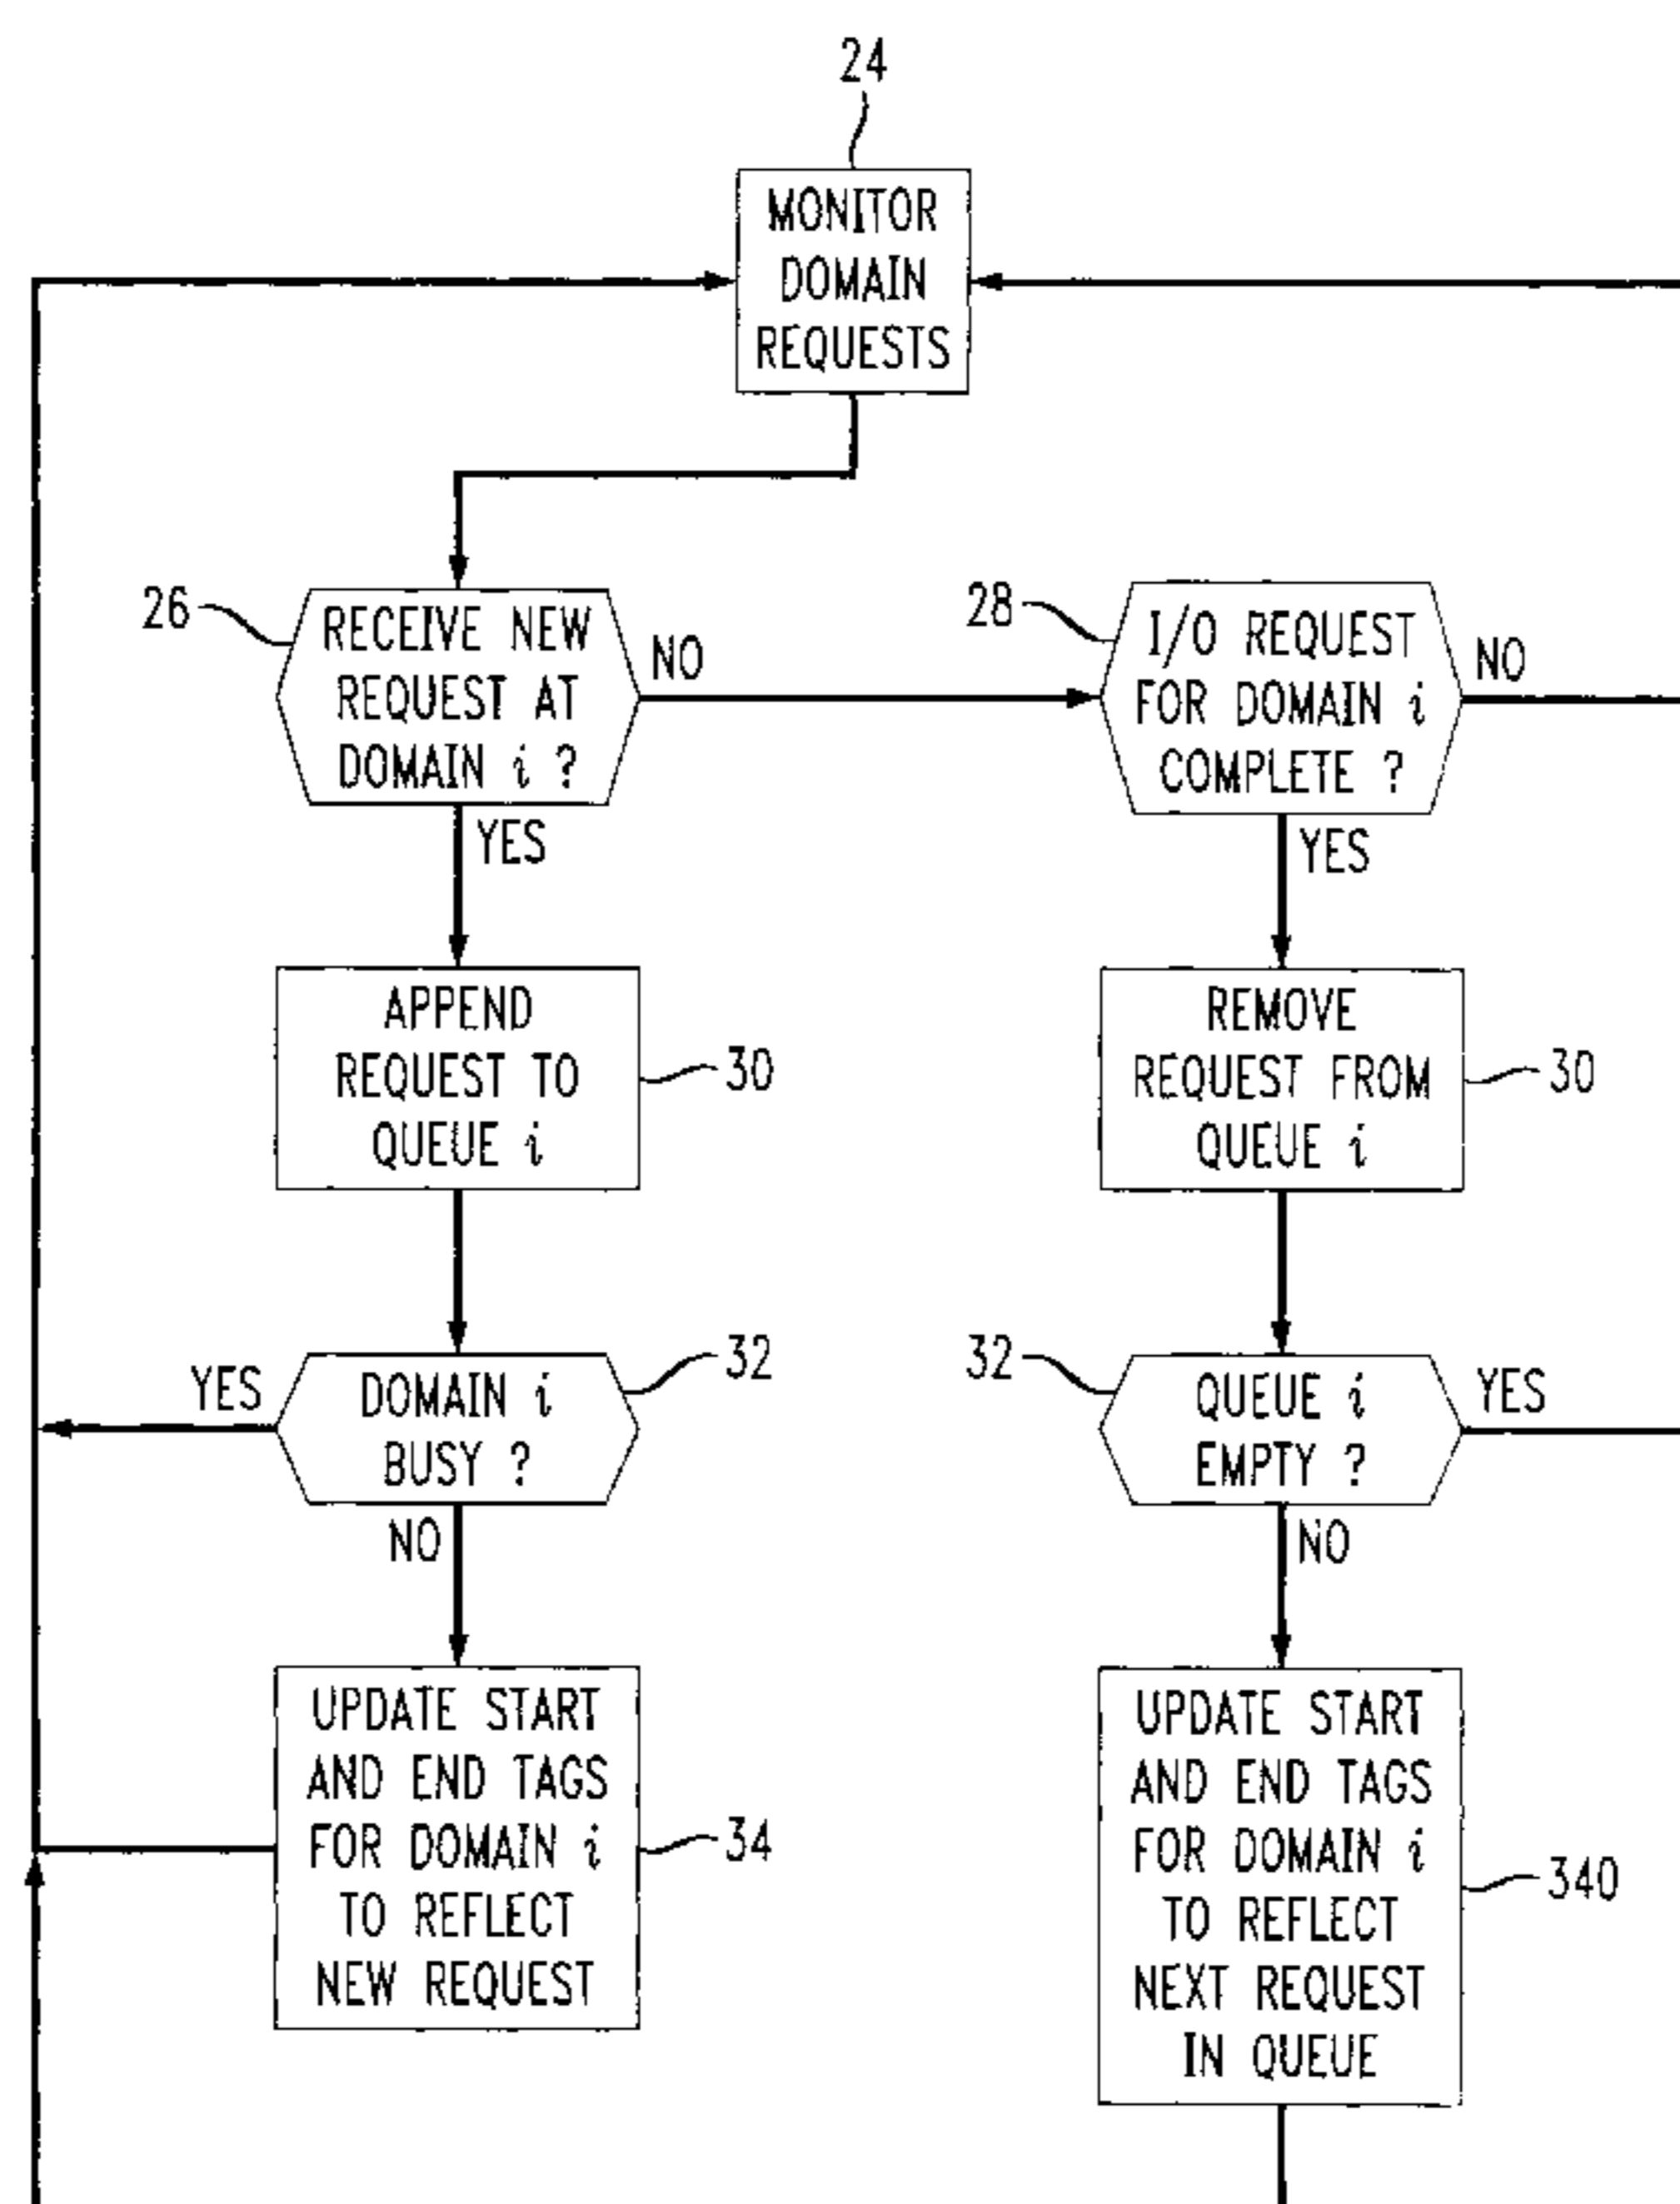 24
MONITOR
DOMAIN
REQUESTS
26
RECEIVE NEW
REQUEST AT
DOMAIN i ?
NO
YES
28
I/O REQUEST
FOR DOMAIN i
COMPLETE ?
NO
YES
APPEND
REQUEST TO
QUEUE i
30
REMOVE
REQUEST FROM
QUEUE i
30
YES
DOMAIN i
BUSY ?
32
NO
32
QUEUE i
EMPTY ?
YES
NO
UPDATE START
AND END TAGS
FOR DOMAIN i
TO REFLECT
NEW REQUEST
34
UPDATE START
AND END TAGS
FOR DOMAIN i
TO REFLECT
NEXT REQUEST
IN QUEUE
340